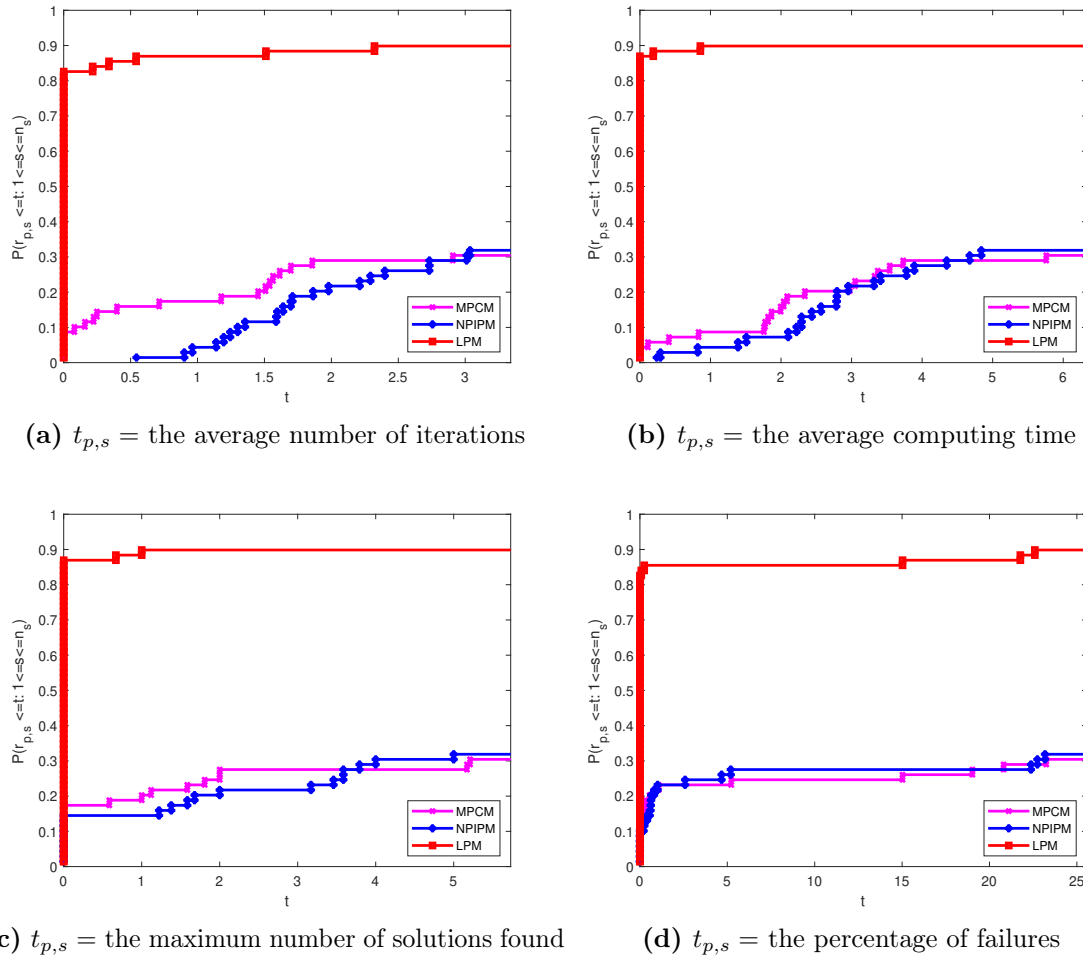 1
0.9
0.8
0.7
0.6
0.5
0.4
0.3
0.2
0.1
0
P(r_{p,s} <=t: 1<=s<=n_s)
0 0.5 1 1.5 2 2.5 3
t
MPCM
NPIPM
LPM
(a) t_{p,s} = the average number of iterations
1
0.9
0.8
0.7
0.6
0.5
0.4
0.3
0.2
0.1
0
P(r_{p,s} <=t: 1<=s<=n_s)
0 1 2 3 4 5 6
t
MPCM
NPIPM
LPM
(b) t_{p,s} = the average computing time
1
0.9
0.8
0.7
0.6
0.5
0.4
0.3
0.2
0.1
0
P(r_{p,s} <=t: 1<=s<=n_s)
0 1 2 3 4 5
t
MPCM
NPIPM
LPM
c) t_{p,s} = the maximum number of solutions found
1
0.9
0.8
0.7
0.6
0.5
0.4
0.3
0.2
0.1
0
P(r_{p,s} <=t: 1<=s<=n_s)
0 5 10 15 20 25
t
MPCM
NPIPM
LPM
(d) t_{p,s} = the percentage of failures